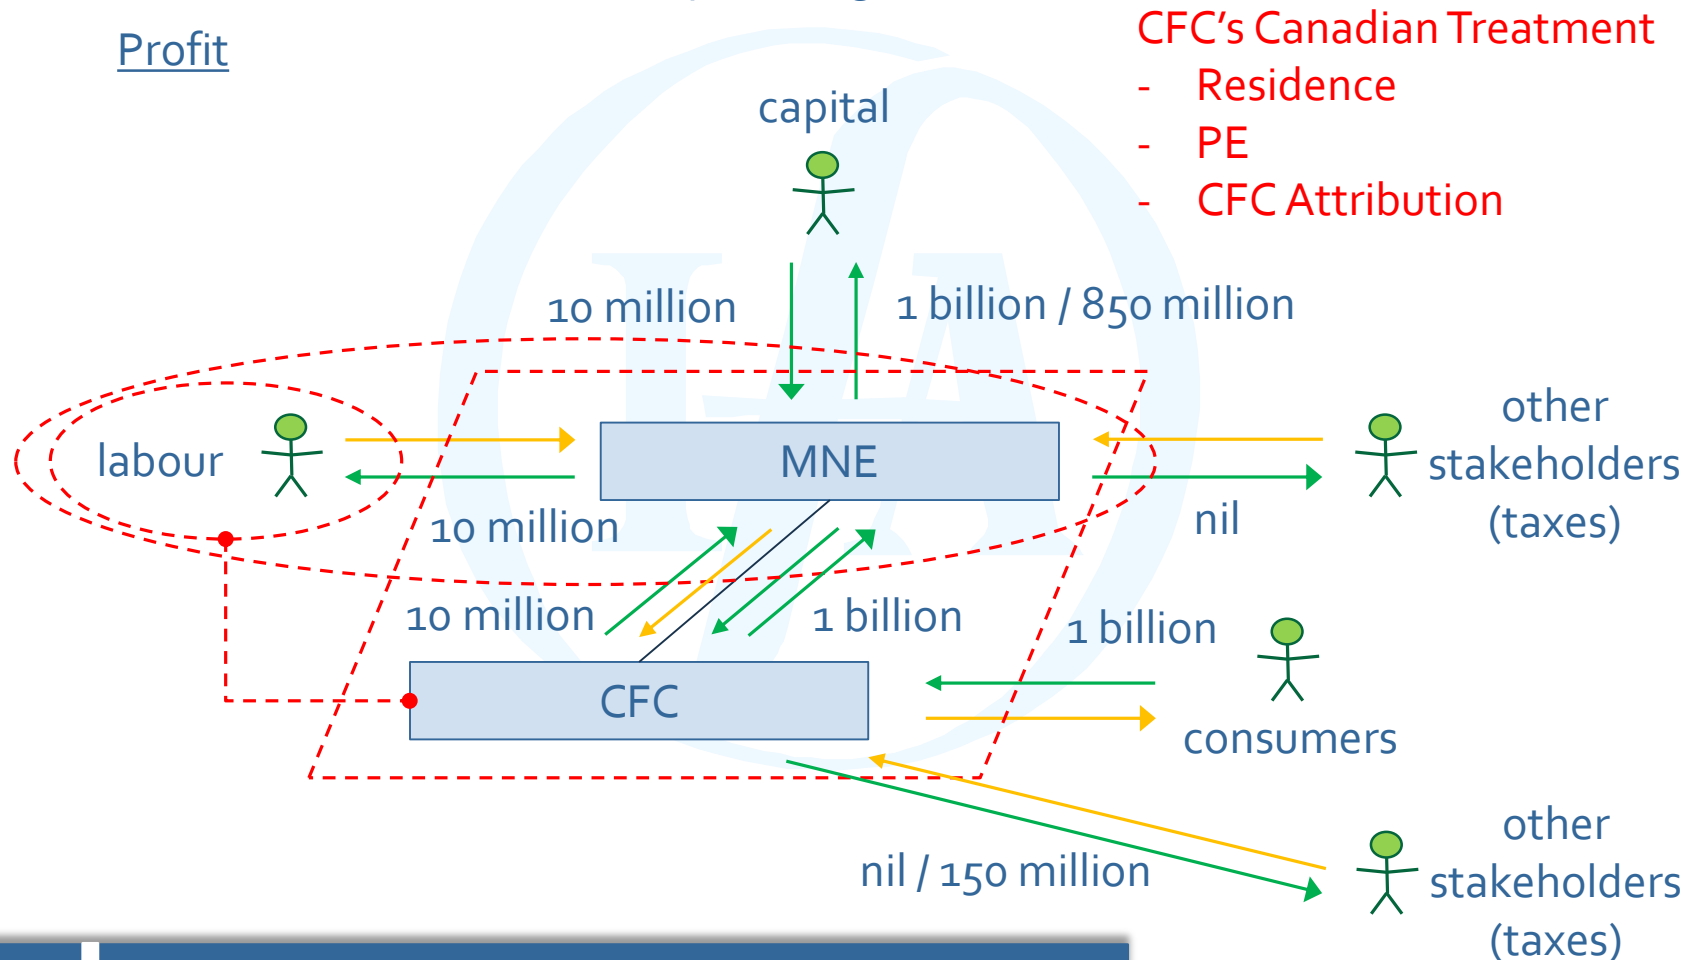 Profit
CFC's Canadian Treatment
- Residence
- PE
- CFC Attribution
capital
10 million
1 billion / 850 million
labour
MNE
other
stakeholders
(taxes)
10 million
nil
10 million
1 billion
1 billion
CFC
consumers
nil / 150 million
other
stakeholders
(taxes)